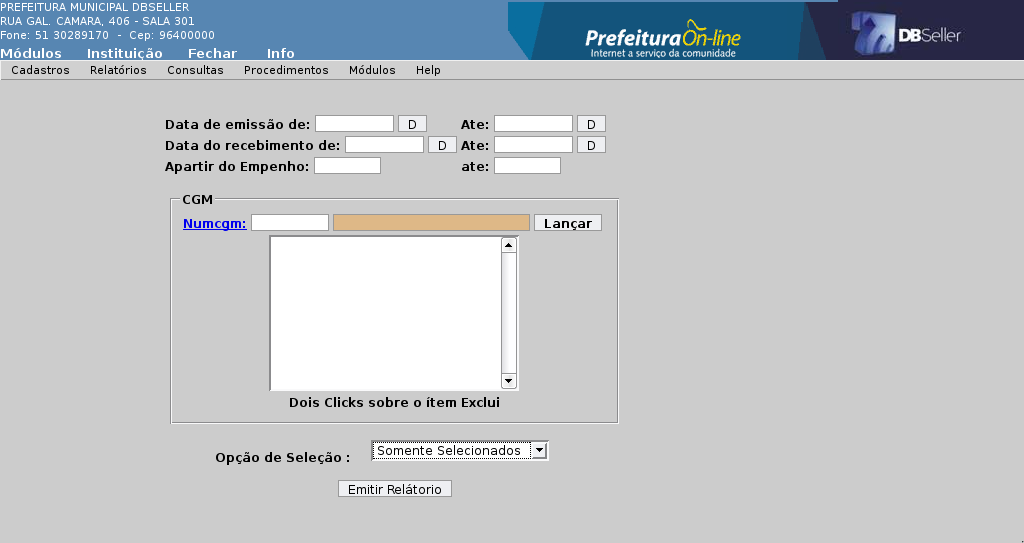 PREFEITURA MUNICIPAL DBSELLER
RUA GAL. CAMARA, 406 - SALA 301
Fone: 51 30289170 - Cep: 96400000
Módulos Instituição Fechar Info
Prefeitura On-line
Internet a serviço da comunidade
DBSeller
Cadastros Relatórios Consultas Procedimentos Módulos Help
Data de emissão de: D Ate: D
Data do recebimento de: D Ate: D
Apartir do Empenho: ate:
CGM
Numcgm: Lançar
Dois Clicks sobre o ítem Exclui
Opção de Seleção : Somente Selecionados
Emitir Relátorio